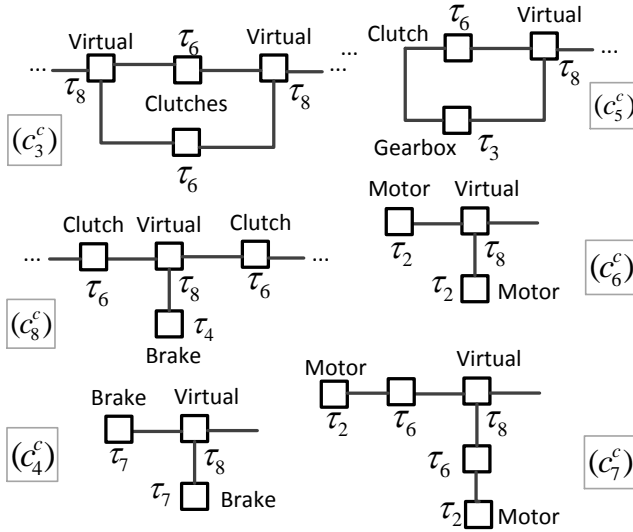 Virtual τ₆ Virtual
... τ₈ Clutches τ₈ ...
(c₃ᶜ) τ₆
... τ₆
Clutch Virtual ...
τ₈ (c₅ᶜ)
Gearbox τ₃
Clutch Virtual Clutch
... τ₆ τ₈ τ₆ ...
(c₈ᶜ) τ₄
Brake
Motor Virtual
τ₂ τ₈ (c₆ᶜ)
τ₂ Motor
Brake Virtual
τ₇ τ₈
(c₄ᶜ) τ₇ Brake
Motor Virtual
τ₂ τ₆ τ₈
τ₆ (c₇ᶜ)
τ₂ Motor